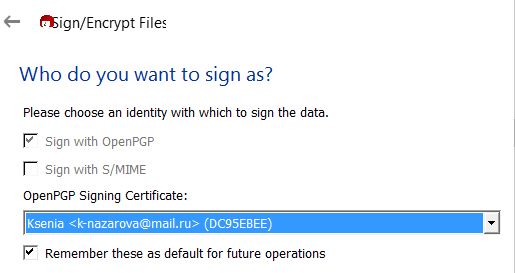 Sign/Encrypt Files
Who do you want to sign as?
Please choose an identity with which to sign the data.
Sign with OpenPGP
Sign with S/MIME
OpenPGP Signing Certificate:
Ksenia <k-nazarova@mail.ru> (DC95EBEE)
Remember these as default for future operations